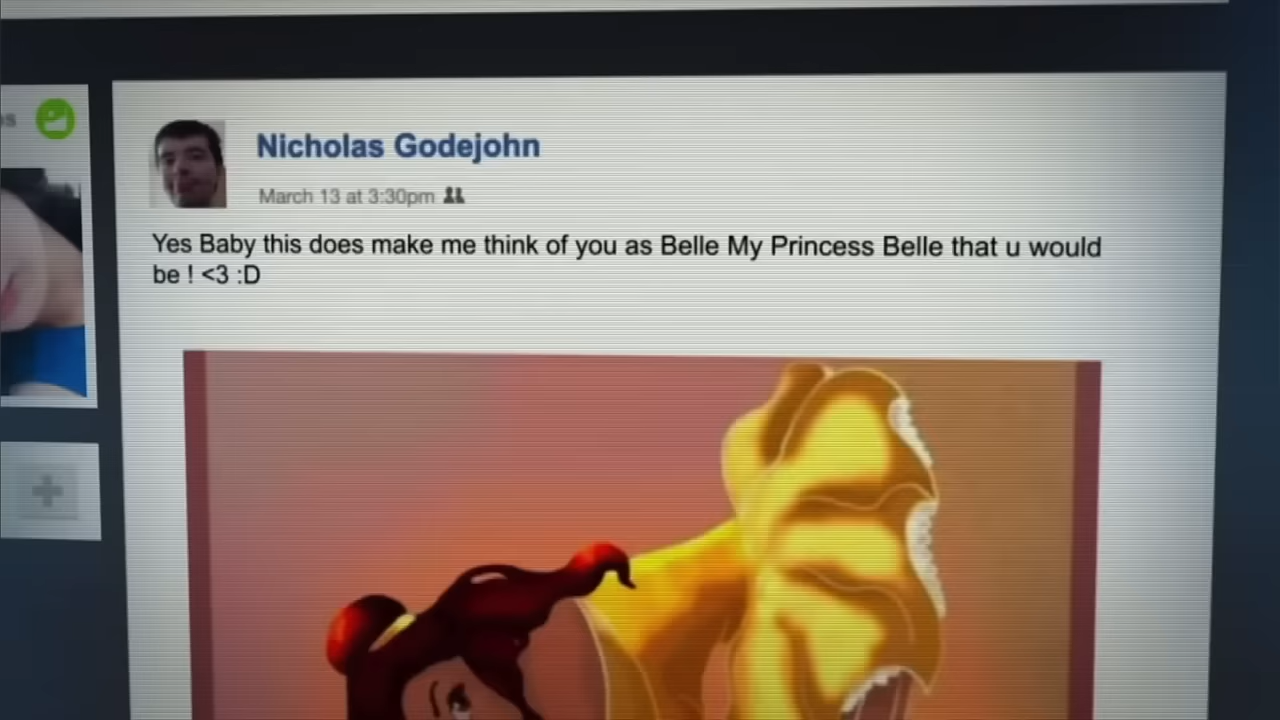 Nicholas Godejohn
March 13 at 3:30pm
Yes Baby this does make me think of you as Belle My Princess Belle that u would
be ! <3 :D